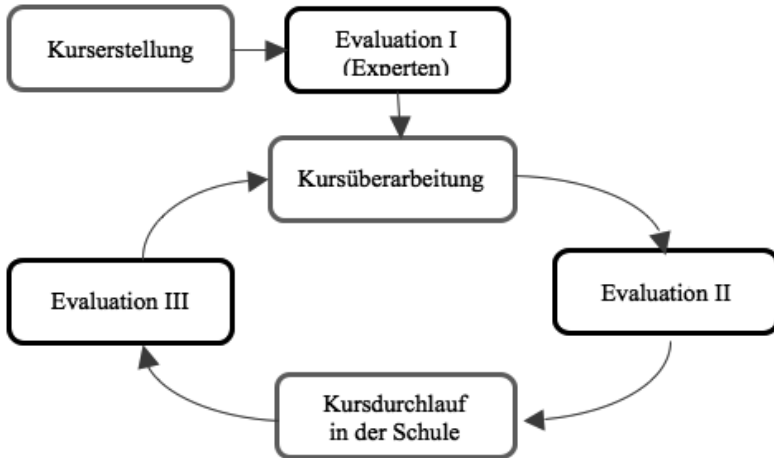 Kurserstellung
Evaluation I
(Experten)
Kursüberarbeitung
Evaluation II
Kursdurchlauf
in der Schule
Evaluation III